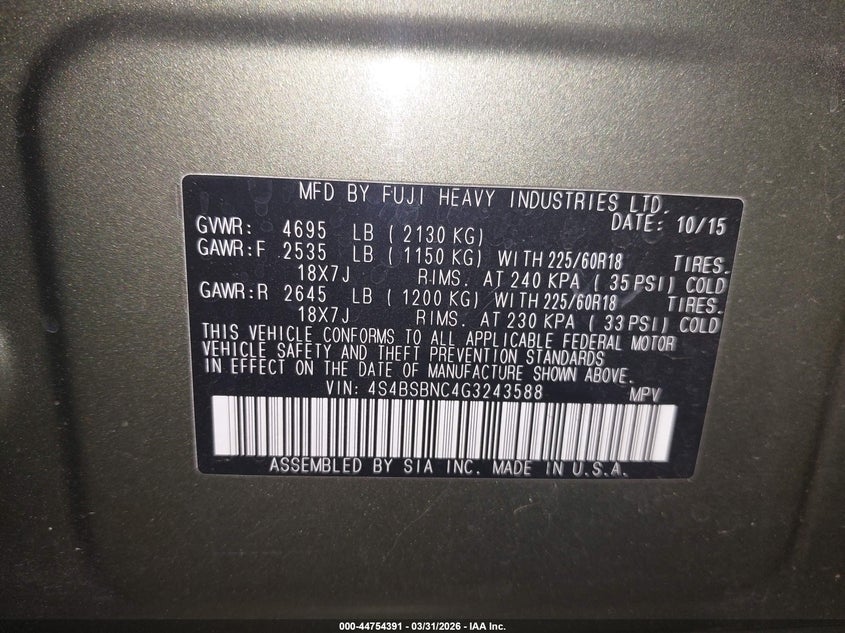 MFD BY FUJI HEAVY INDUSTRIES LTD.
DATE: 10/15
GVWR: 4695 LB ( 2130 KG)
GAWR:F 2535 LB ( 1150 KG) WITH 225/60R18 TIRES.
18X7J RIMS. AT 240 KPA ( 35 PSI) COLD
GAWR:R 2645 LB ( 1200 KG) WITH 225/60R18 TIRES.
18X7J RIMS. AT 230 KPA ( 33 PSI) COLD
THIS VEHICLE CONFORMS TO ALL APPLICABLE FEDERAL MOTOR
VEHICLE SAFETY AND THEFT PREVENTION STANDARDS
IN EFFECT ON THE DATE OF MANUFACTURE SHOWN ABOVE.
VIN: 4S4BSBNC4G3243588 MPV
ASSEMBLED BY SIA INC. MADE IN U.S.A.
000-44754391 - 03/31/2026 - IAA Inc.